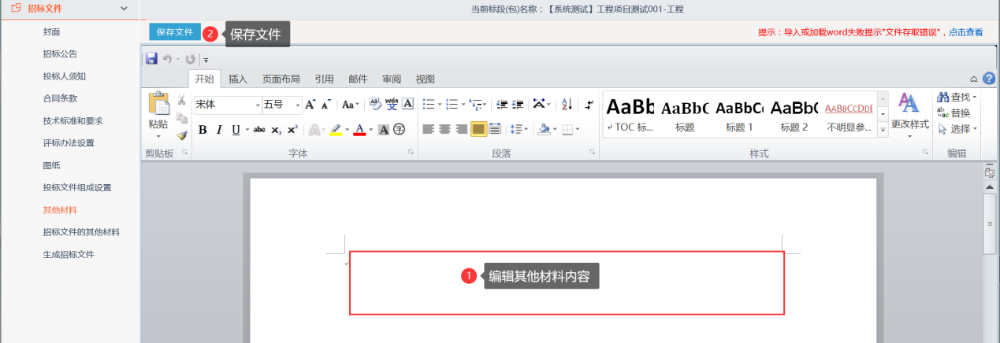 招标文件
当前标段(包)名称：【系统测试】工程项目测试001-工程
封面
招标公告
投标人须知
合同条款
技术标准和要求
评标办法设置
图纸
投标文件组成设置
其他材料
招标文件的其他材料
生成招标文件
保存文件
2 保存文件
提示：导入或加载word失败提示"文件存取错误"，点击查看
开始 插入 页面布局 引用 邮件 审阅 视图
粘贴
剪贴板
宋体 五号 A A Aa wén 文 A
B I U abc x₂ x² A A A 字
字体
A Z
段落
AaBb AaBbC AaBbCc AaBbC AaBbCcDdE
TOC 标... 标题 标题 1 标题 2 不明显参...
样式
更改样式
查找
替换
选择
编辑
1 编辑其他材料内容